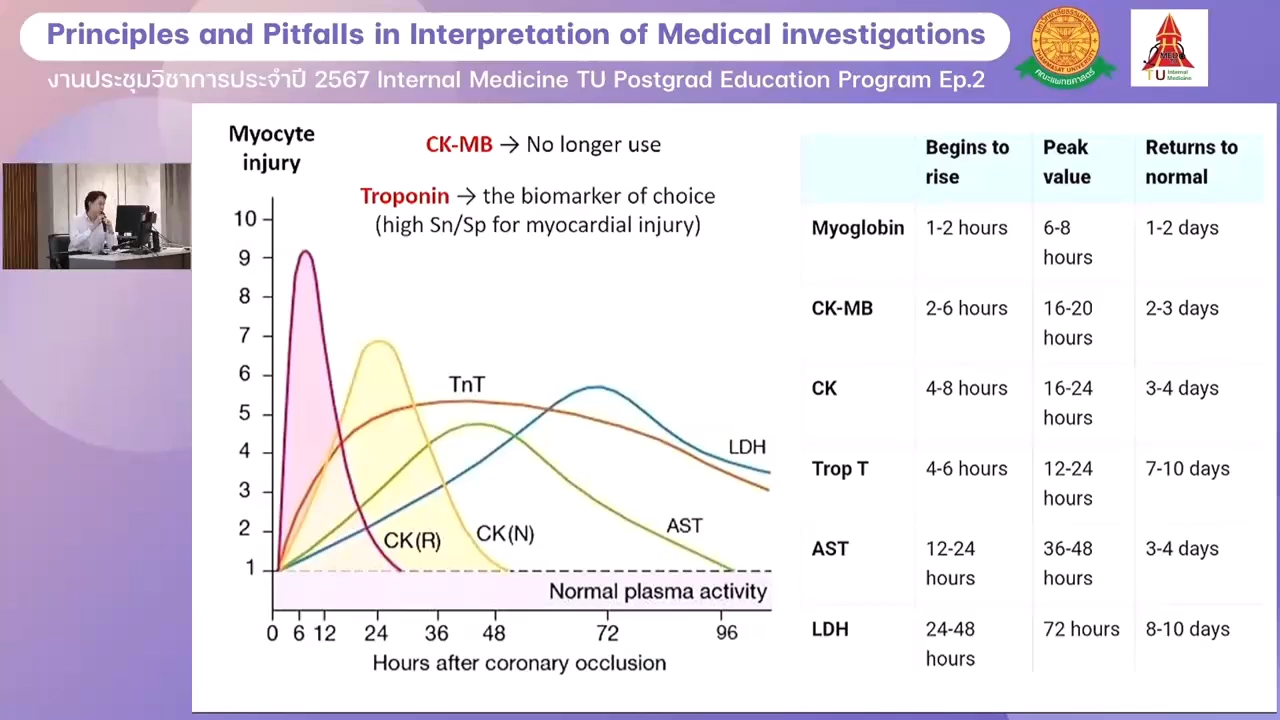 Principles and Pitfalls in Interpretation of Medical investigations
งานประชุมวิชาการประจำปี 2567 Internal Medicine TU Postgrad Education Program Ep.2
MEDO
TU Internal
Medicine
Myocyte
injury
CK-MB → No longer use
Troponin → the biomarker of choice
(high Sn/Sp for myocardial injury)
10
9
8
7
6
5
4
3
2
1
TnT
LDH
AST
CK(R)
CK(N)
Normal plasma activity
0 6 12 24 36 48 72 96
Hours after coronary occlusion
Begins to
rise
Peak
value
Returns to
normal
Myoglobin
1-2 hours
6-8
hours
1-2 days
CK-MB
2-6 hours
16-20
hours
2-3 days
CK
4-8 hours
16-24
hours
3-4 days
Trop T
4-6 hours
12-24
hours
7-10 days
AST
12-24
hours
36-48
hours
3-4 days
LDH
24-48
hours
72 hours
8-10 days